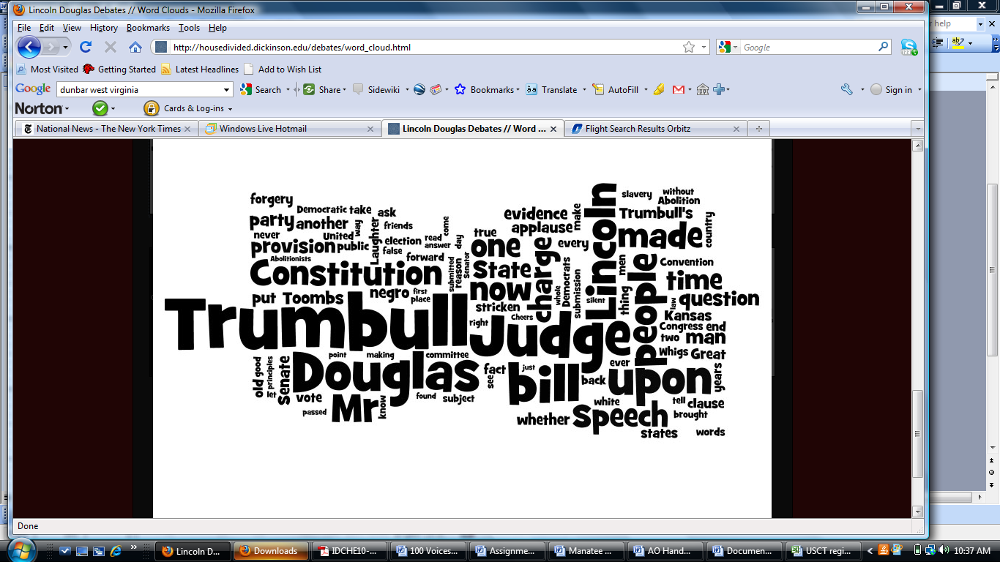 Lincoln Douglas Debates // Word Clouds - Mozilla Firefox
File Edit View History Bookmarks Tools Help
http://housedivided.dickinson.edu/debates/word_cloud.html
Google
Most Visited Getting Started Latest Headlines Add to Wish List
Google dunbar west virginia Search Share Sidewiki Bookmarks Translate AutoFill Sign in
Norton Cards & Log-ins
National News - The New York Times Windows Live Hotmail Lincoln Douglas Debates // Word ... Flight Search Results Orbitz
help
forgery
Democratic take ask
party another
friends
never United way
provision public
Laughter
election
false
read
answer
come
day
Abolitionists
forward
Constitution
submitted
reason
Senator
put Toombs
negro
first
place
true
one
State
now
stricken
right
Cheers
evidence
applause
make
charge
every
whole
Democrats
submission
Lincoln
silent
slavery without
Abolition
Trumbull's
made
country
men
thing
people
Convention
time
law
question
Kansas
Congress end
two man
Whigs Great
Trumbull
Judge
old
good
principles
let
Senate
point making committee
Douglas
fact
see
just
bill
back
ever
upon
years
vote
passed
Mr
know
found subject
whether
white
Speech
tell clause
brought
states words
Done
Lincoln D... Downloads IDCHE10-... 100 Voices... Assignme... Manatee ... AO Hand... Documen... USCT regi... 10:37 AM